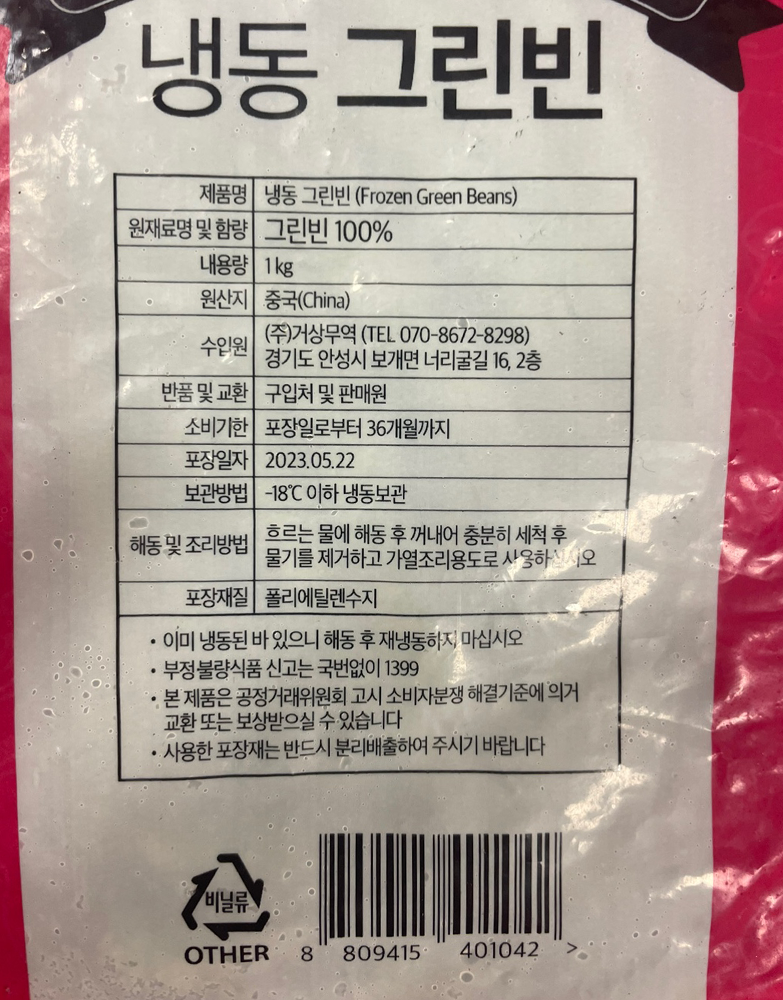 냉동 그린빈
제품명 냉동 그린빈 (Frozen Green Beans)
원재료명 및 함량 그린빈 100%
내용량 1kg
원산지 중국(China)
수입원 (주)거상무역 (TEL 070-8672-8298)
경기도 안성시 보개면 너리굴길 16, 2층
반품 및 교환 구입처 및 판매원
소비기한 포장일로부터 36개월까지
포장일자 2023.05.22
보관방법 -18℃ 이하 냉동보관
해동 및 조리방법 흐르는 물에 해동 후 꺼내어 충분히 세척 후
물기를 제거하고 가열조리용도로 사용하십시오
포장재질 폴리에틸렌수지
• 이미 냉동된 바 있으니 해동 후 재냉동하지 마십시오
• 부정·불량식품 신고는 국번없이 1399
• 본 제품은 공정거래위원회 고시 소비자분쟁 해결기준에 의거
교환 또는 보상받으실 수 있습니다
• 사용한 포장재는 반드시 분리배출하여 주시기 바랍니다
비닐류
OTHER
8 809415 401042 >